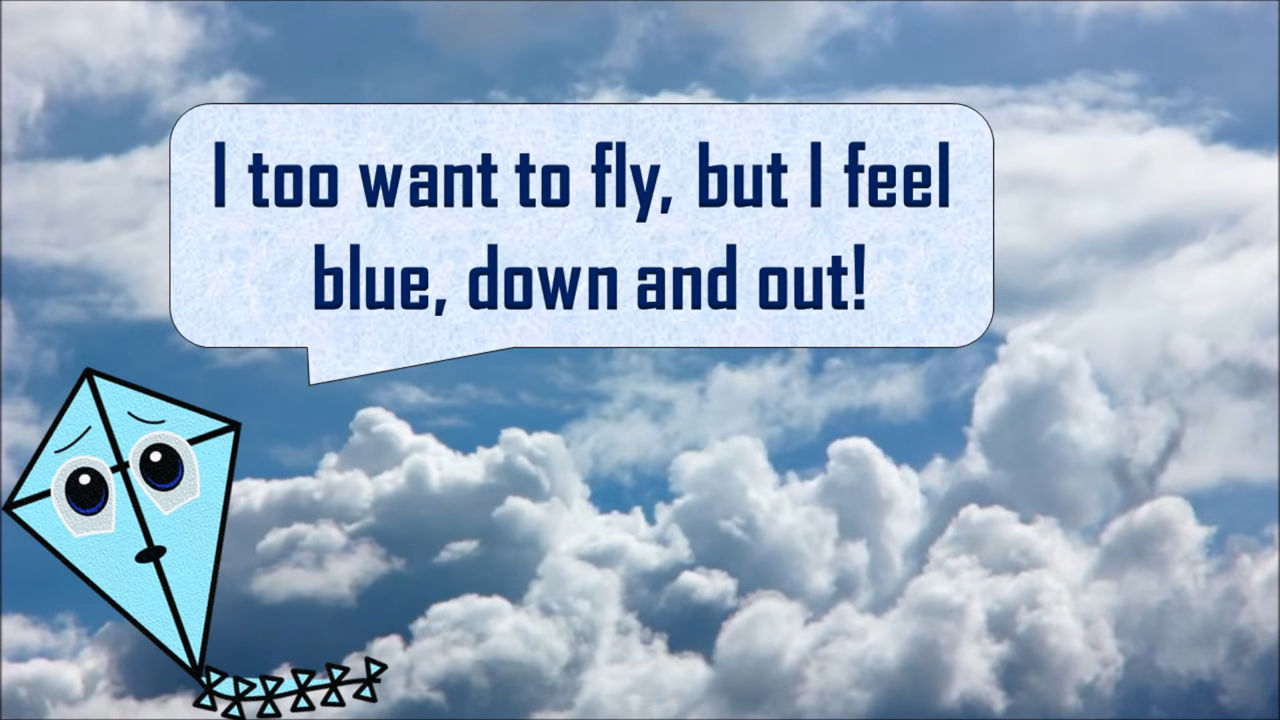 I too want to fly, but I feel
blue, down and out!